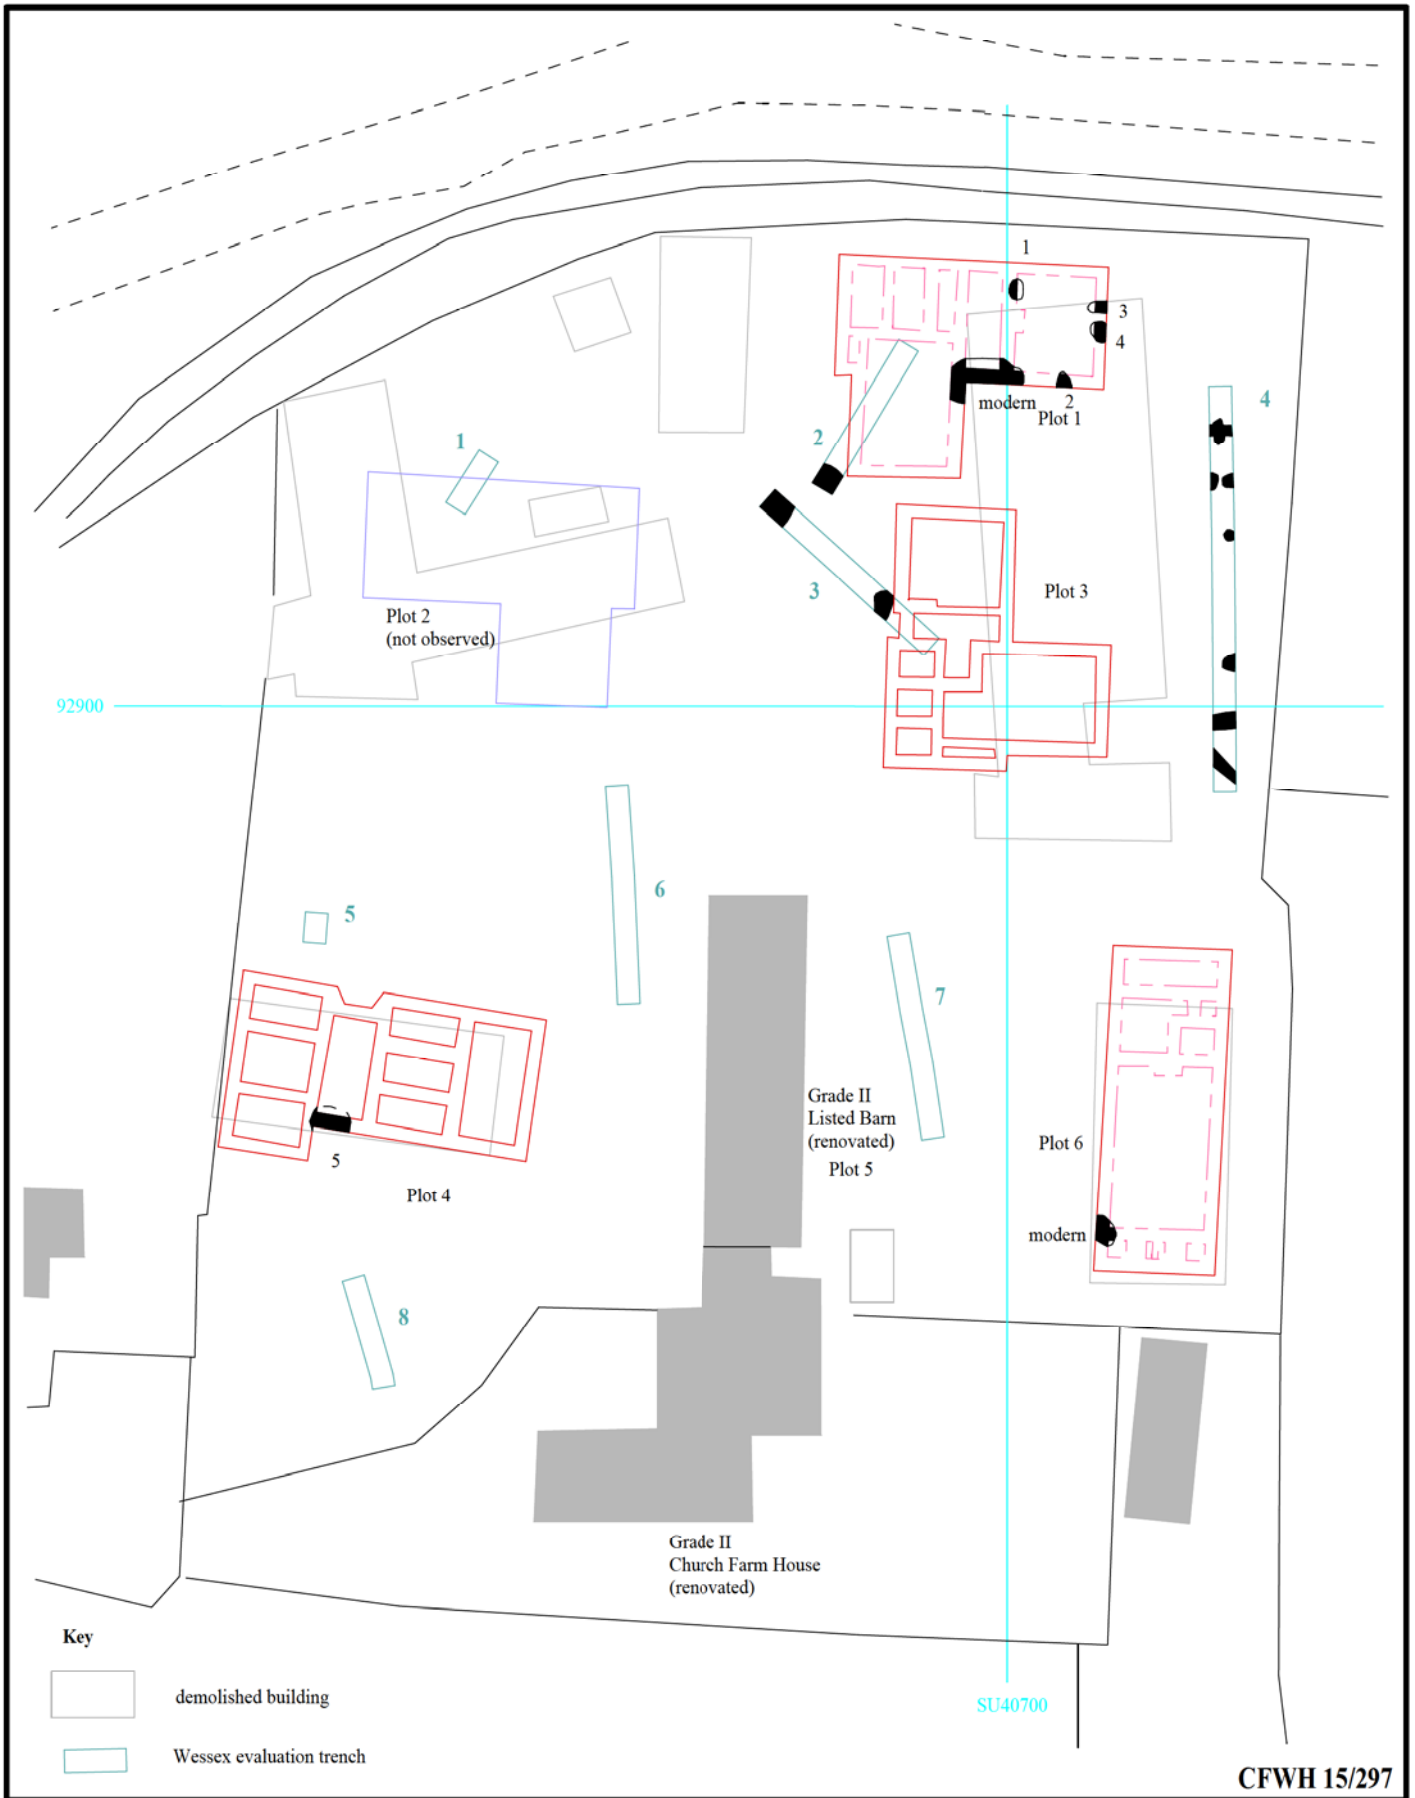 1
3
4
modern
2
Plot 1
4
2
1
3
Plot 3
Plot 2
(not observed)
92900
6
5
7
Grade II
Listed Barn
(renovated)
Plot 5
Plot 6
5
Plot 4
modern
8
Grade II
Church Farm House
(renovated)
Key
demolished building
SU40700
Wessex evaluation trench
CFWH 15/297